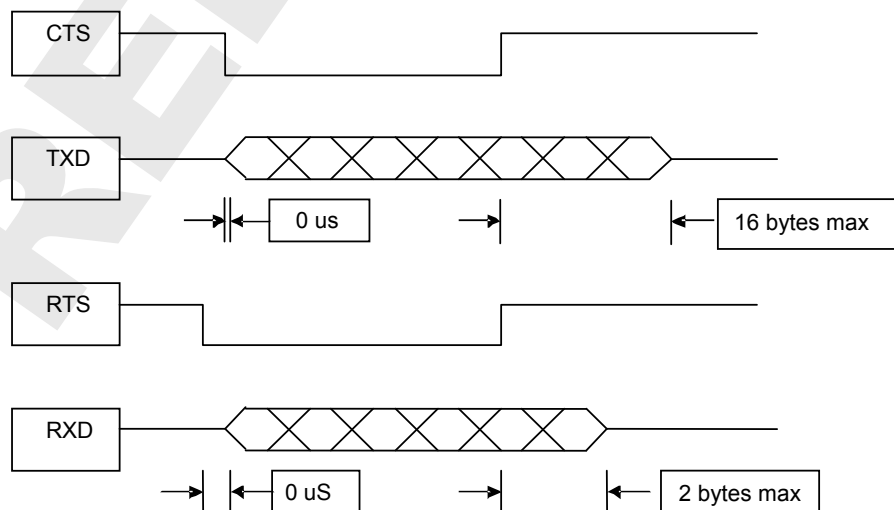 CTS
TXD
0 us
16 bytes max
RTS
RXD
0 uS
2 bytes max